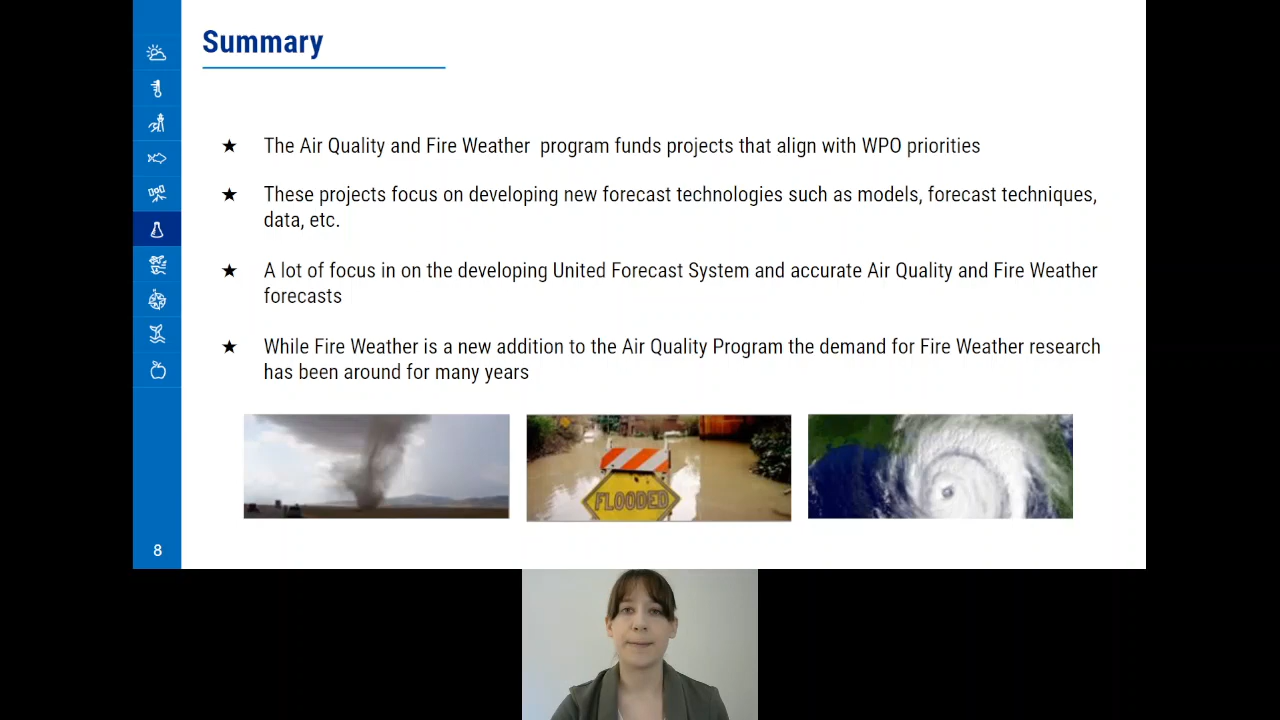 Summary
★ The Air Quality and Fire Weather program funds projects that align with WPO priorities
★ These projects focus on developing new forecast technologies such as models, forecast techniques,
data, etc.
★ A lot of focus in on the developing United Forecast System and accurate Air Quality and Fire Weather
forecasts
★ While Fire Weather is a new addition to the Air Quality Program the demand for Fire Weather research
has been around for many years
FLOODED
8